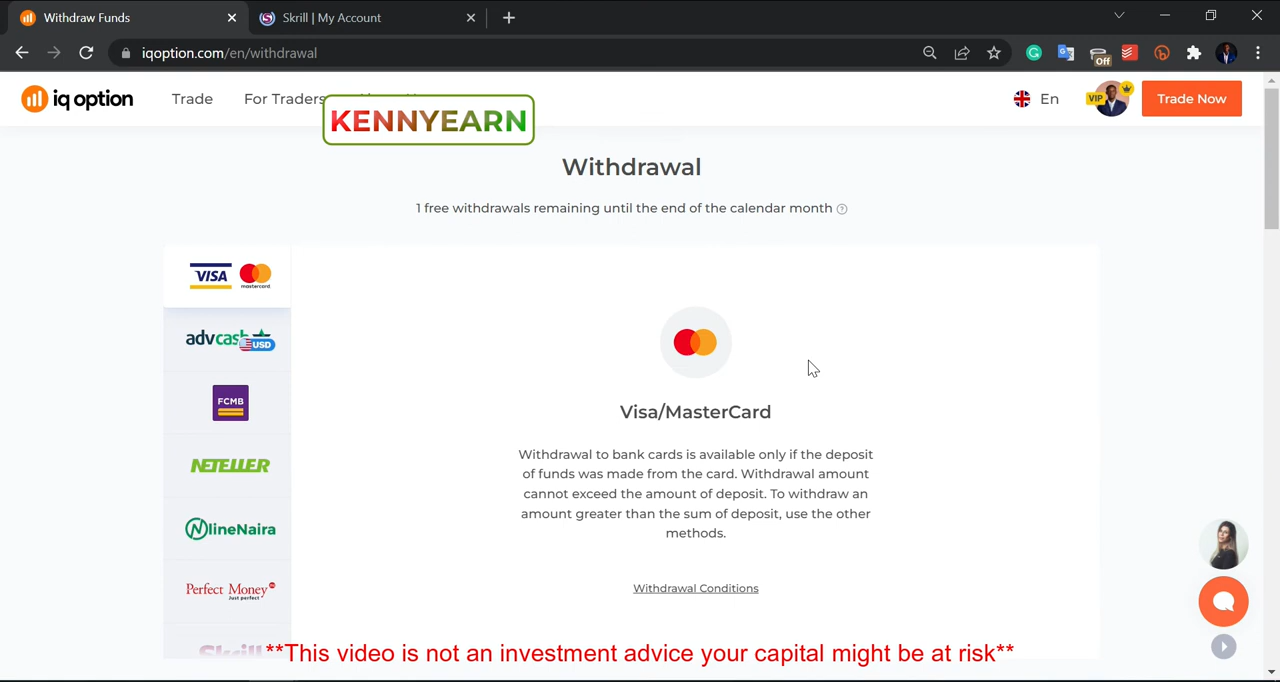 Withdraw Funds
Skrill | My Account
iqoption.com/en/withdrawal
Off
iq option
Trade
For Traders
KENNYEARN
En
VIP
Trade Now
Withdrawal
1 free withdrawals remaining until the end of the calendar month ?
VISA
mastercard
advcash
USD
FCMB
NETELLER
NlineNaira
Perfect Money
Just perfect
Skrill
Visa/MasterCard
Withdrawal to bank cards is available only if the deposit
of funds was made from the card. Withdrawal amount
cannot exceed the amount of deposit. To withdraw an
amount greater than the sum of deposit, use the other
methods.
Withdrawal Conditions
**This video is not an investment advice your capital might be at risk**